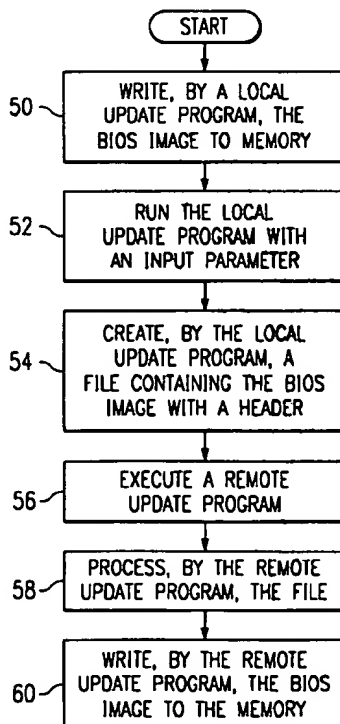 START
50
WRITE, BY A LOCAL
UPDATE PROGRAM, THE
BIOS IMAGE TO MEMORY
52
RUN THE LOCAL
UPDATE PROGRAM WITH
AN INPUT PARAMETER
54
CREATE, BY THE LOCAL
UPDATE PROGRAM, A
FILE CONTAINING THE BIOS
IMAGE WITH A HEADER
56
EXECUTE A REMOTE
UPDATE PROGRAM
58
PROCESS, BY THE REMOTE
UPDATE PROGRAM, THE FILE
60
WRITE, BY THE REMOTE
UPDATE PROGRAM, THE BIOS
IMAGE TO THE MEMORY